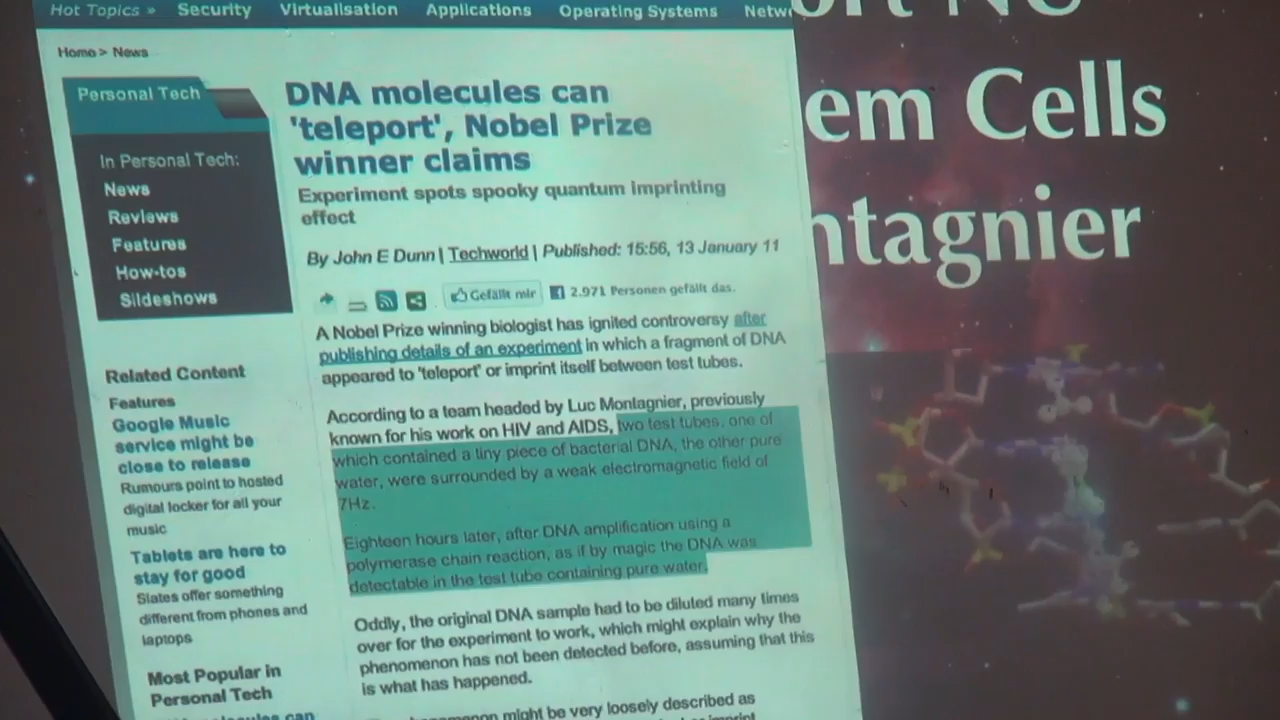 Hot Topics » Security Virtualisation Applications Operating Systems
Home > News
Personal Tech
In Personal Tech:
News
Reviews
Features
How-tos
Slideshows
Related Content
Features
Google Music
service might be
close to release
Rumours point to hosted
digital locker for all your
music
Tablets are here to
stay for good
Slates offer something
different from phones and
laptops
Most Popular in
Personal Tech
DNA molecules can
'teleport', Nobel Prize
winner claims
Experiment spots spooky quantum imprinting
effect
By John E Dunn | Techworld | Published: 15:56, 13 January 11
Gefällt mir 2.971 Personen gefällt das.
A Nobel Prize winning biologist has ignited controversy after
publishing details of an experiment in which a fragment of DNA
appeared to 'teleport' or imprint itself between test tubes.
According to a team headed by Luc Montagnier, previously
known for his work on HIV and AIDS, two test tubes, one of
which contained a tiny piece of bacterial DNA, the other pure
water, were surrounded by a weak electromagnetic field of
7Hz.
Eighteen hours later, after DNA amplification using a
polymerase chain reaction, as if by magic the DNA was
detectable in the test tube containing pure water.
Oddly, the original DNA sample had to be diluted many times
over for the experiment to work, which might explain why the
phenomenon has not been detected before, assuming that this
is what has happened.
might be very loosely described as
em Cells
ntagnier